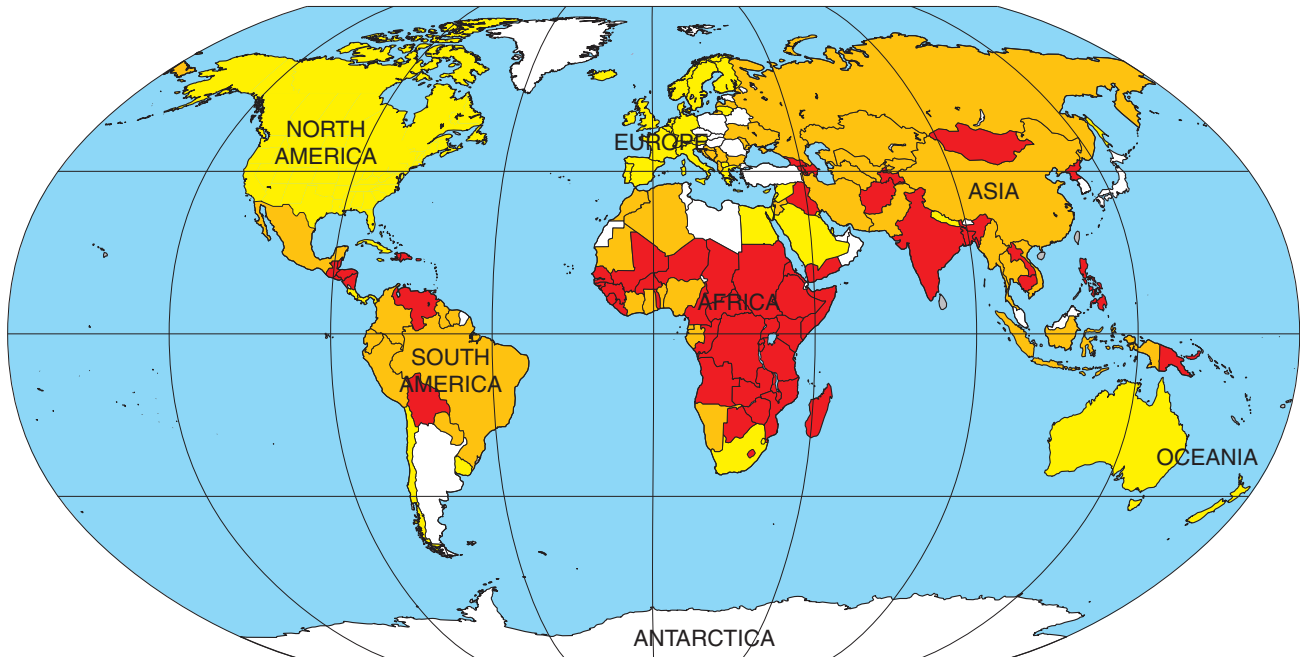 NORTH
AMERICA
EUROPE
ASIA
AFRICA
SOUTH
AMERICA
OCEANIA
ANTARCTICA